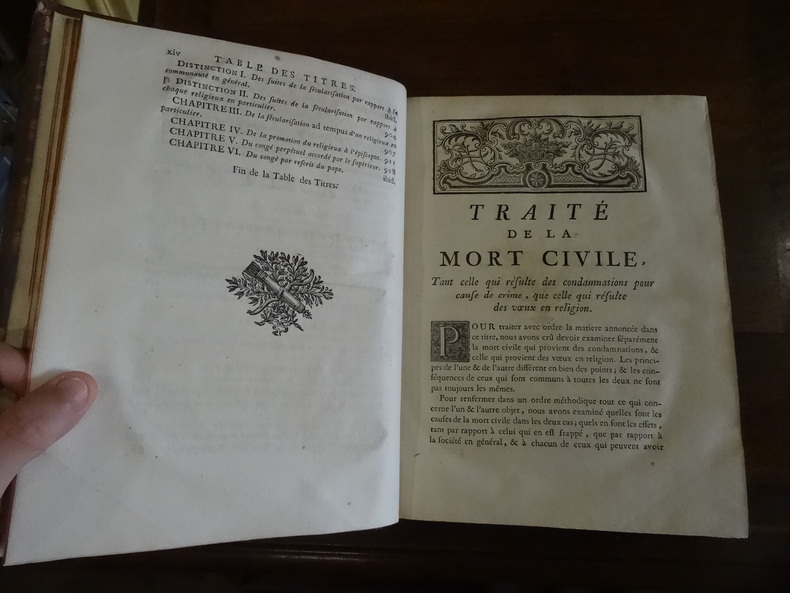 xiv
TABLE DES TITRES.
DISTINCTION I. Des suites de la sécularisation par rapport à la
communauté en général. ibid.
DISTINCTION II. Des suites de la sécularisation par rapport à
chaque religieux en particulier. 904
CHAPITRE III. De la sécularisation ad tempus d'un religieux en
particulier. 907
CHAPITRE IV. De la promotion du religieux à l'épiscopat. 911
CHAPITRE V. Du congé perpétuel accordé par le supérieur. 918
CHAPITRE VI. Du congé par rescrit du pape. ibid.
Fin de la Table des Titres.
TRAITÉ
DE LA
MORT CIVILE,
Tant celle qui résulte des condamnations pour
cause de crime, que celle qui résulte
des vœux en religion.
POUR traiter avec ordre la matiere annoncée dans
ce titre, nous avons crû devoir examiner séparément
la mort civile qui provient des condamnations, &
celle qui provient des vœux en religion. Les princi-
pes de l'une & de l'autre diffèrent en bien des points; & les con-
séquences de ceux qui sont communs à toutes les deux ne sont
pas toujours les mêmes.
Pour renfermer dans un ordre méthodique tout ce qui con-
cerne l'un & l'autre objet, nous avons examiné quelles sont les
causes de la mort civile dans les deux cas; quels en sont les effets,
tant par rapport à celui qui en est frappé, que par rapport à
la société en général, & à chacun de ceux qui peuvent avoir